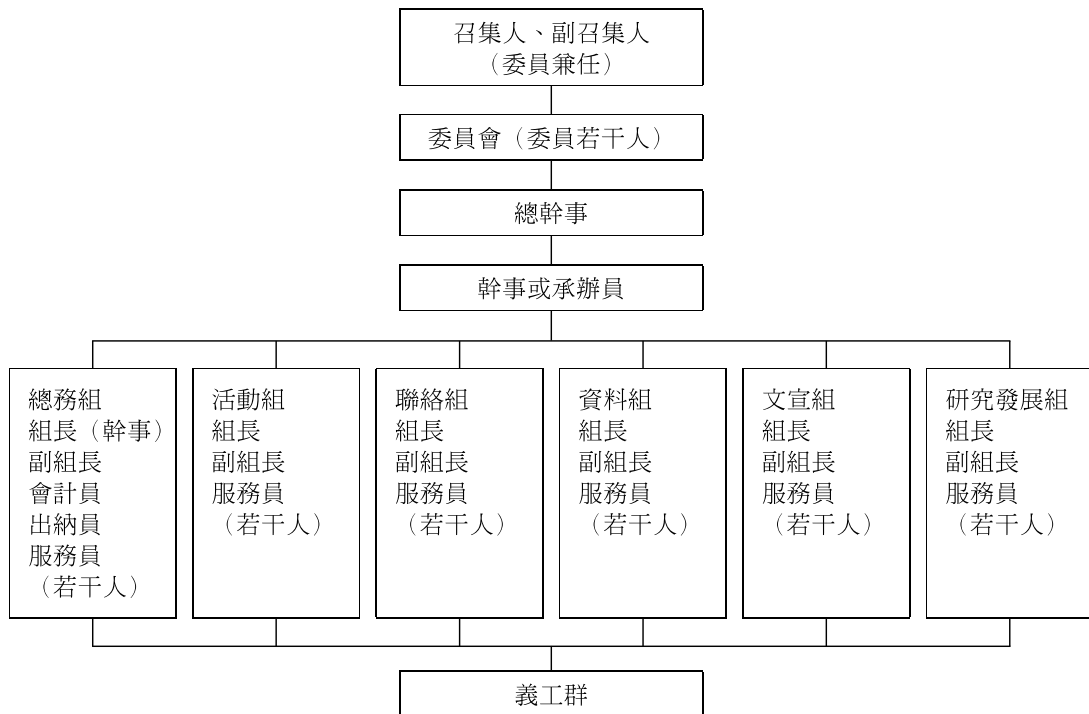 召集人、副召集人
（委員兼任）
委員會（委員若干人）
總幹事
幹事或承辦員
總務組
組長（幹事）
副組長
會計員
出納員
服務員
（若干人）
活動組
組長
副組長
服務員
（若干人）
聯絡組
組長
副組長
服務員
（若干人）
資料組
組長
副組長
服務員
（若干人）
文宣組
組長
副組長
服務員
（若干人）
研究發展組
組長
副組長
服務員
（若干人）
義工群